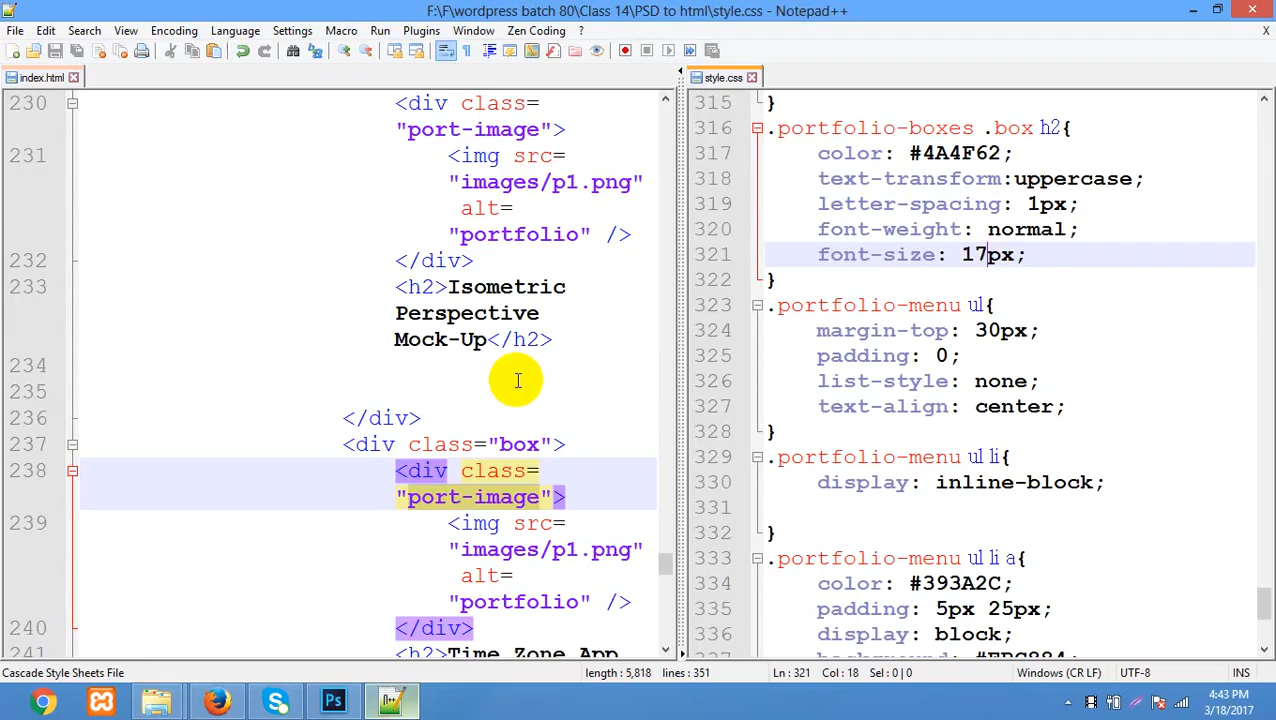 F:\F\wordpress batch 80\Class 14\PSD to html\style.css - Notepad++
File Edit Search View Encoding Language Settings Macro Run Plugins Window Zen Coding ? X
index.html
style.css
230 <div class=
"port-image">
231 <img src=
"images/p1.png"
alt=
"portfolio" />
232 </div>
233 <h2>Isometric
Perspective
Mock-Up</h2>
234
235
236 </div>
237 <div class="box">
238 <div class=
"port-image">
239 <img src=
"images/p1.png"
alt=
"portfolio" />
240 </div>
241 <h2>Time Zone App
315 }
316 .portfolio-boxes .box h2{
317 color: #4A4F62;
318 text-transform:uppercase;
319 letter-spacing: 1px;
320 font-weight: normal;
321 font-size: 17px;
322 }
323 .portfolio-menu ul{
324 margin-top: 30px;
325 padding: 0;
326 list-style: none;
327 text-align: center;
328 }
329 .portfolio-menu ul li{
330 display: inline-block;
331
332 }
333 .portfolio-menu ul li a{
334 color: #393A2C;
335 padding: 5px 25px;
336 display: block;
337
Cascade Style Sheets File length : 5,818 lines : 351 Ln : 321 Col : 18 Sel : 0 | 0 Windows (CR LF) UTF-8 INS
Ps
4:43 PM
3/18/2017